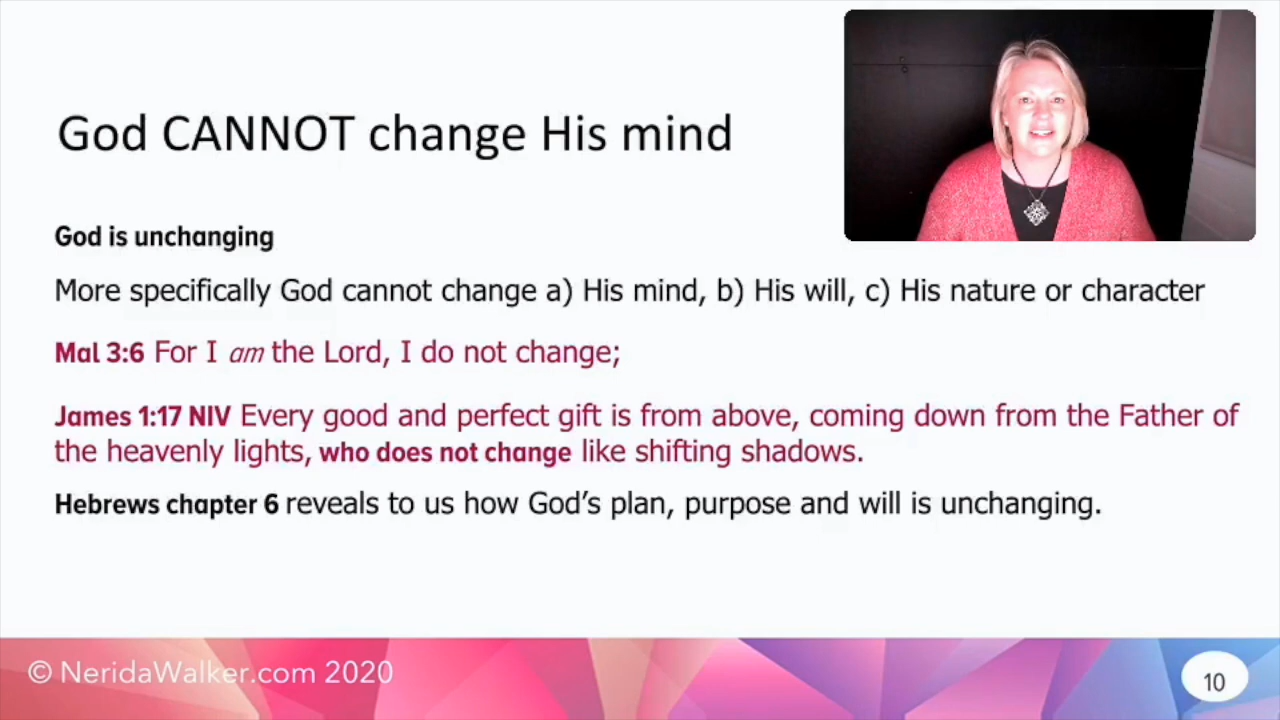 God CANNOT change His mind
God is unchanging
More specifically God cannot change a) His mind, b) His will, c) His nature or character
Mal 3:6 For I am the Lord, I do not change;
James 1:17 NIV Every good and perfect gift is from above, coming down from the Father of
the heavenly lights, who does not change like shifting shadows.
Hebrews chapter 6 reveals to us how God’s plan, purpose and will is unchanging.
© NeridaWalker.com 2020
10